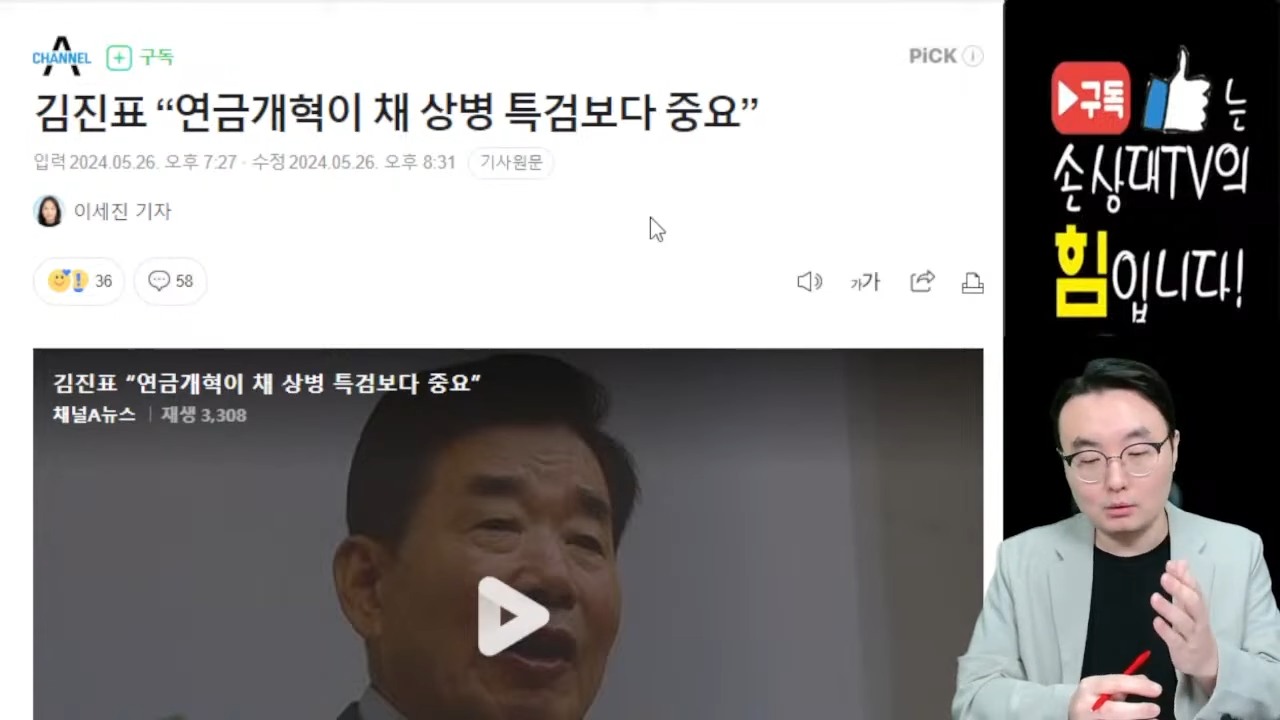 CHANNEL A
구독
PiCK
김진표 “연금개혁이 채 상병 특검보다 중요”
입력 2024.05.26. 오후 7:27 · 수정 2024.05.26. 오후 8:31
기사원문
이세진 기자
36
58
가가
김진표 “연금개혁이 채 상병 특검보다 중요”
채널A뉴스 | 재생 3,308
구독
는
손상대TV의
힘입니다!